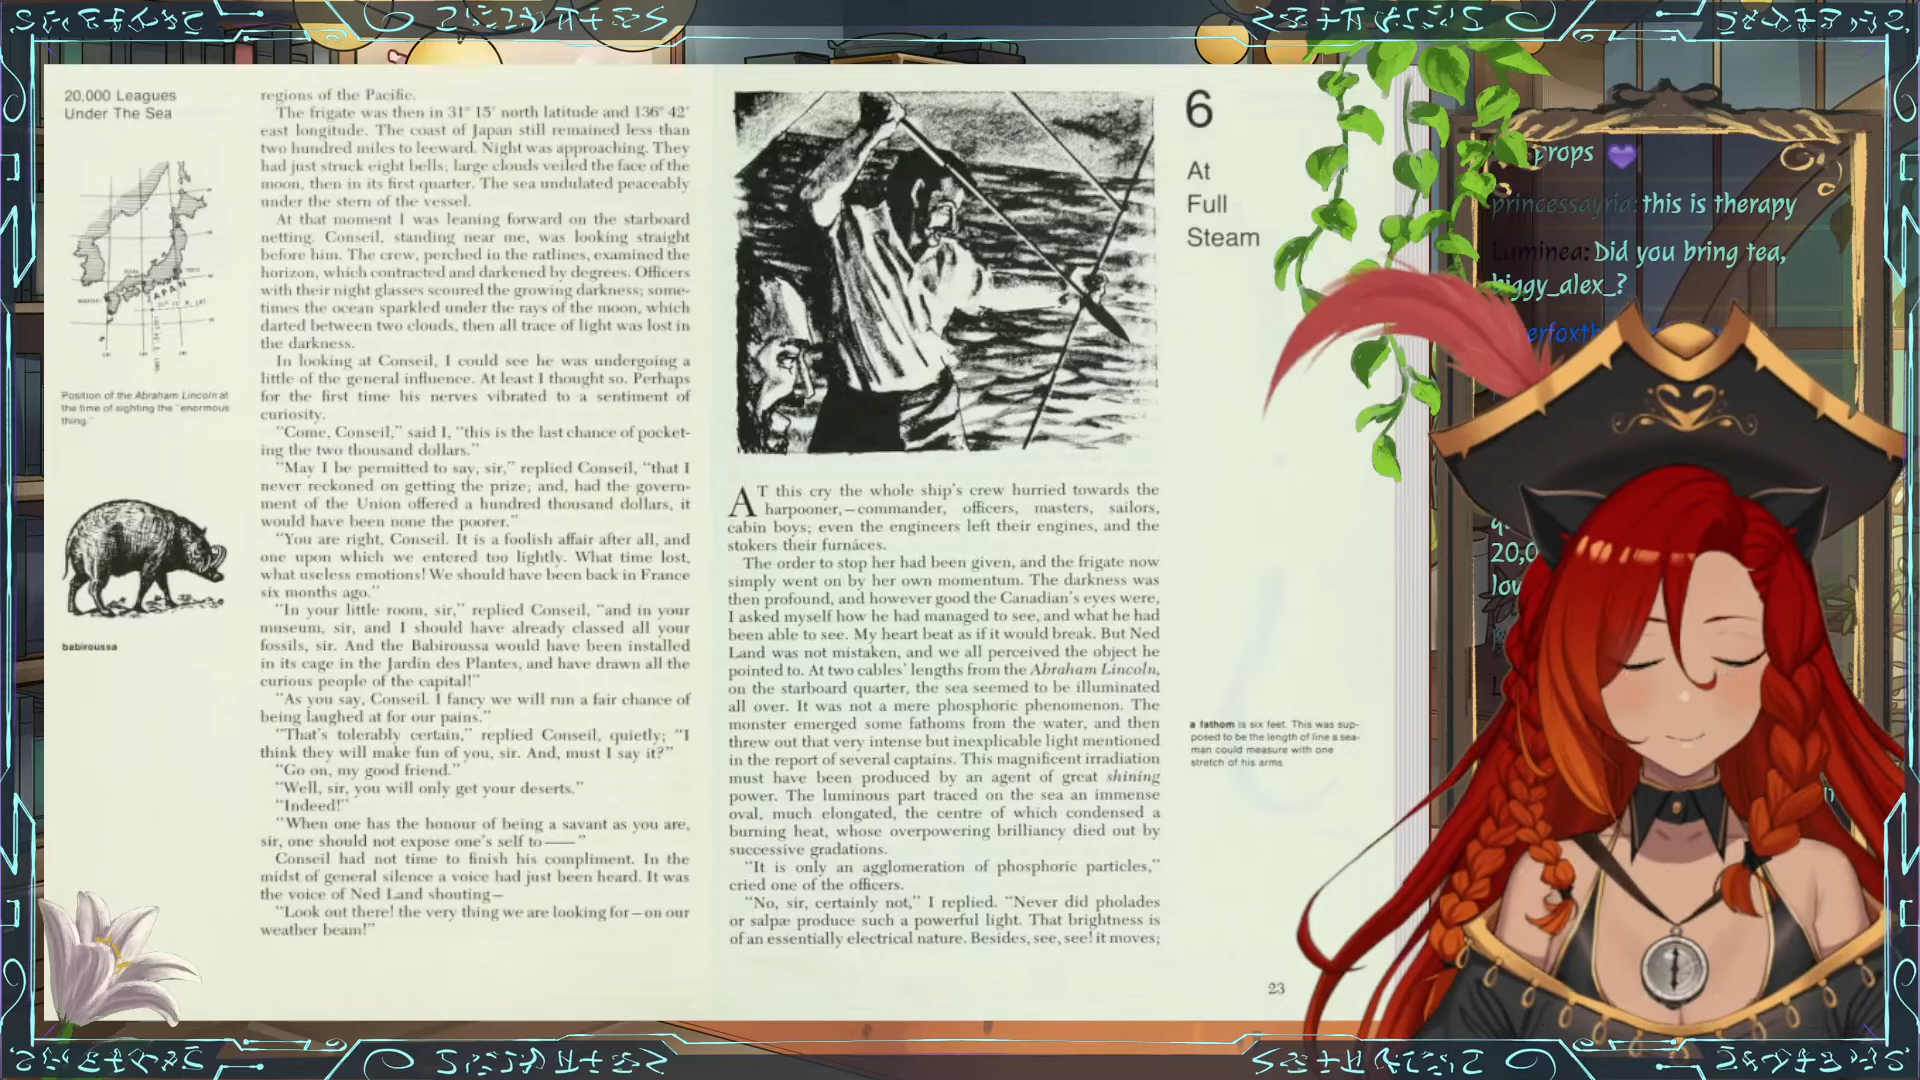 20,000 Leagues
Under The Sea
Position of the Abraham Lincoln at
the time of sighting the "enormous
thing."
babiroussa
regions of the Pacific.
The frigate was then in 31° 15′ north latitude and 136° 42′
east longitude. The coast of Japan still remained less than
two hundred miles to leeward. Night was approaching. They
had just struck eight bells; large clouds veiled the face of the
moon, then in its first quarter. The sea undulated peaceably
under the stern of the vessel.
At that moment I was leaning forward on the starboard
netting. Conseil, standing near me, was looking straight
before him. The crew, perched in the ratlines, examined the
horizon, which contracted and darkened by degrees. Officers
with their night glasses scoured the growing darkness; some-
times the ocean sparkled under the rays of the moon, which
darted between two clouds, then all trace of light was lost in
the darkness.
In looking at Conseil, I could see he was undergoing a
little of the general influence. At least I thought so. Perhaps
for the first time his nerves vibrated to a sentiment of
curiosity.
"Come, Conseil," said I, "this is the last chance of pocket-
ing the two thousand dollars."
"May I be permitted to say, sir," replied Conseil, "that I
never reckoned on getting the prize; and, had the govern-
ment of the Union offered a hundred thousand dollars, it
would have been none the poorer."
"You are right, Conseil. It is a foolish affair after all, and
one upon which we entered too lightly. What time lost,
what useless emotions! We should have been back in France
six months ago."
"In your little room, sir," replied Conseil, "and in your
museum, sir, and I should have already classed all your
fossils, sir. And the Babiroussa would have been installed
in its cage in the Jardin des Plantes, and have drawn all the
curious people of the capital!"
"As you say, Conseil. I fancy we will run a fair chance of
being laughed at for our pains."
"That's tolerably certain," replied Conseil, quietly; "I
think they will make fun of you, sir. And, must I say it?"
"Go on, my good friend."
"Well, sir, you will only get your deserts."
"Indeed!"
"When one has the honour of being a savant as you are,
sir, one should not expose one's self to——"
Conseil had not time to finish his compliment. In the
midst of general silence a voice had just been heard. It was
the voice of Ned Land shouting—
"Look out there! the very thing we are looking for—on our
weather beam!"
6
At
Full
Steam
AT this cry the whole ship's crew hurried towards the
harpooner,—commander, officers, masters, sailors,
cabin boys; even the engineers left their engines, and the
stokers their furnaces.
The order to stop her had been given, and the frigate now
simply went on by her own momentum. The darkness was
then profound, and however good the Canadian's eyes were,
I asked myself how he had managed to see, and what he had
been able to see. My heart beat as if it would break. But Ned
Land was not mistaken, and we all perceived the object he
pointed to. At two cables' lengths from the Abraham Lincoln,
on the starboard quarter, the sea seemed to be illuminated
all over. It was not a mere phosphoric phenomenon. The
monster emerged some fathoms from the water, and then
threw out that very intense but inexplicable light mentioned
in the report of several captains. This magnificent irradiation
must have been produced by an agent of great shining
power. The luminous part traced on the sea an immense
oval, much elongated, the centre of which condensed a
burning heat, whose overpowering brilliancy died out by
successive gradations.
"It is only an agglomeration of phosphoric particles,"
cried one of the officers.
"No, sir, certainly not," I replied. "Never did pholades
or salpæ produce such a powerful light. That brightness is
of an essentially electrical nature. Besides, see, see! it moves;
a fathom is six feet. This was sup-
posed to be the length of line a sea-
man could measure with one
stretch of his arms.
23
props
princessayria: this is therapy
Luminea: Did you bring tea,
biggy_alex_?
20,0